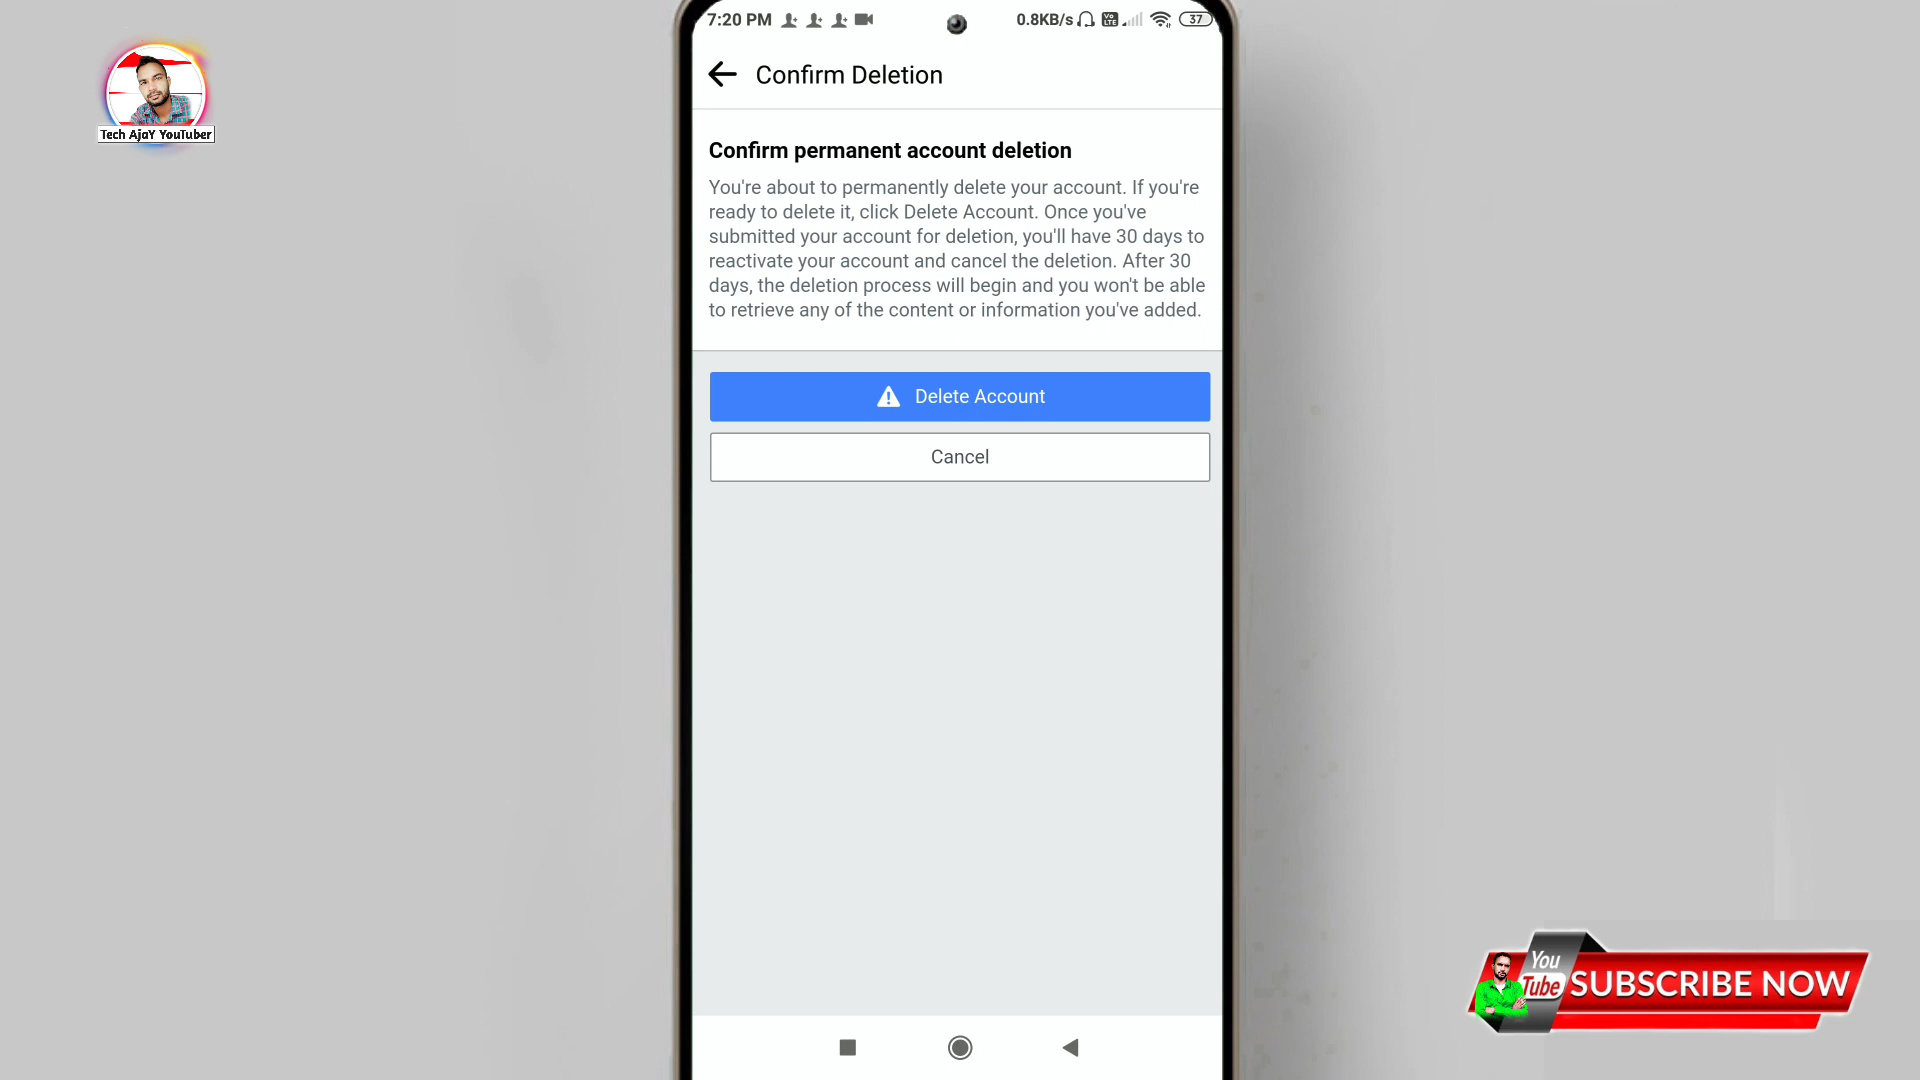 7:20 PM
0.8KB/s
Vo
LTE
37
Confirm Deletion
Tech AjaY YouTuber
Confirm permanent account deletion
You're about to permanently delete your account. If you're
ready to delete it, click Delete Account. Once you've
submitted your account for deletion, you'll have 30 days to
reactivate your account and cancel the deletion. After 30
days, the deletion process will begin and you won't be able
to retrieve any of the content or information you've added.
Delete Account
Cancel
You
Tube
SUBSCRIBE NOW